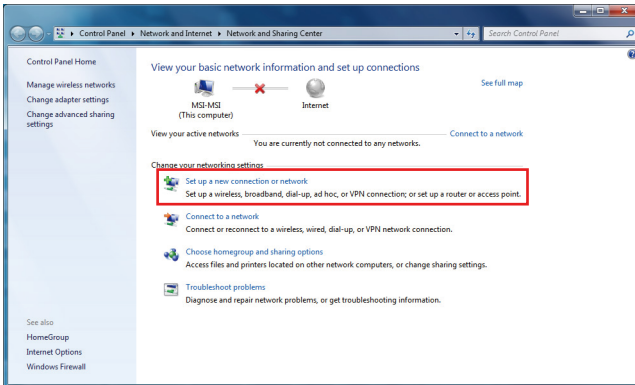 Control Panel ▸ Network and Internet ▸ Network and Sharing Center
Search Control Panel
Control Panel Home
Manage wireless networks
Change adapter settings
Change advanced sharing
settings
See also
HomeGroup
Internet Options
Windows Firewall
View your basic network information and set up connections
See full map
MSI-MSI
(This computer)
Internet
View your active networks
Connect to a network
You are currently not connected to any networks.
Change your networking settings
Set up a new connection or network
Set up a wireless, broadband, dial-up, ad hoc, or VPN connection; or set up a router or access point.
Connect to a network
Connect or reconnect to a wireless, wired, dial-up, or VPN network connection.
Choose homegroup and sharing options
Access files and printers located on other network computers, or change sharing settings.
Troubleshoot problems
Diagnose and repair network problems, or get troubleshooting information.